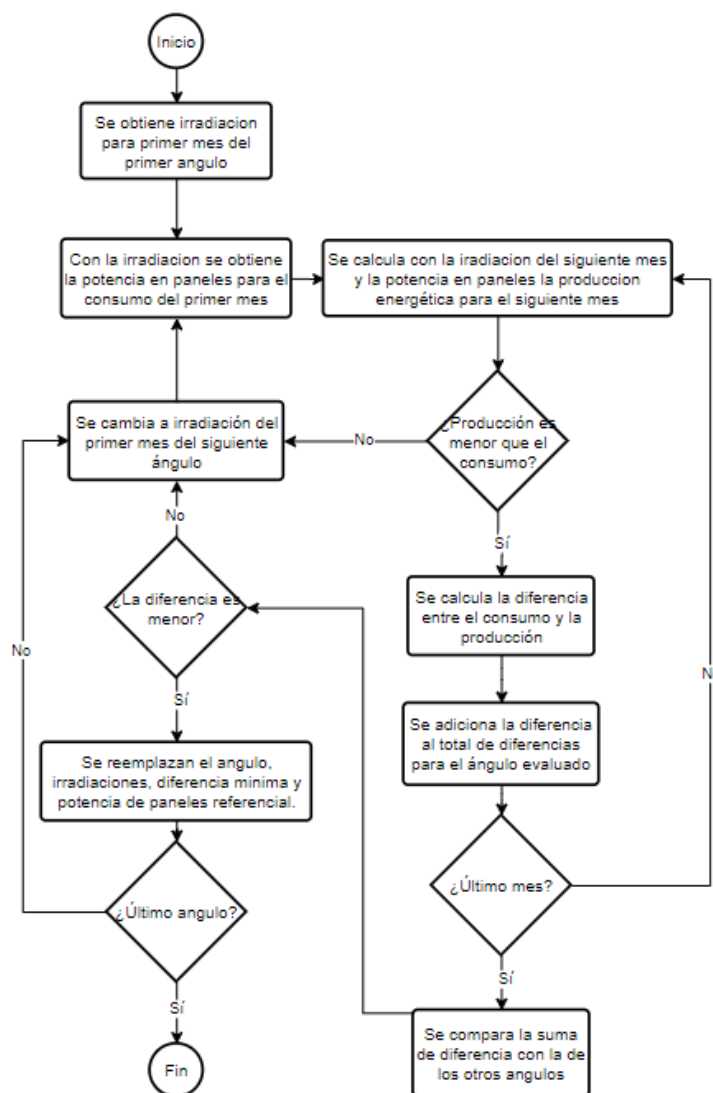 Inicio
Se obtiene irradiacion
para primer mes del
primer angulo
Con la irradiacion se obtiene
la potencia en paneles para el
consumo del primer mes
Se calcula con la iradiacion del siguiente mes
y la potencia en paneles la produccion
energética para el siguiente mes
Se cambia a irradiación del
primer mes del siguiente
ángulo
No
¿Producción es
menor que el
consumo?
No
Sí
¿La diferencia es
menor?
Se calcula la diferencia
entre el consumo y la
producción
No
N
Sí
Se adiciona la diferencia
al total de diferencias
para el ángulo evaluado
Se reemplazan el angulo,
irradiaciones, diferencia minima y
potencia de paneles referencial.
¿Último mes?
¿Último angulo?
Sí
Sí
Se compara la suma
de diferencia con la de
los otros angulos
Fin